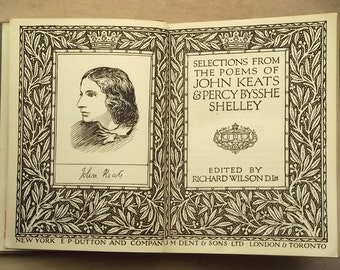 John Keats
SELECTIONS FROM
THE POEMS OF
JOHN KEATS
& PERCY BYSSHE
SHELLEY
EDITED BY
RICHARD WILSON D.Litt
NEW YORK E.P. DUTTON AND COMPANY
J.M. DENT & SONS LTD LONDON & TORONTO